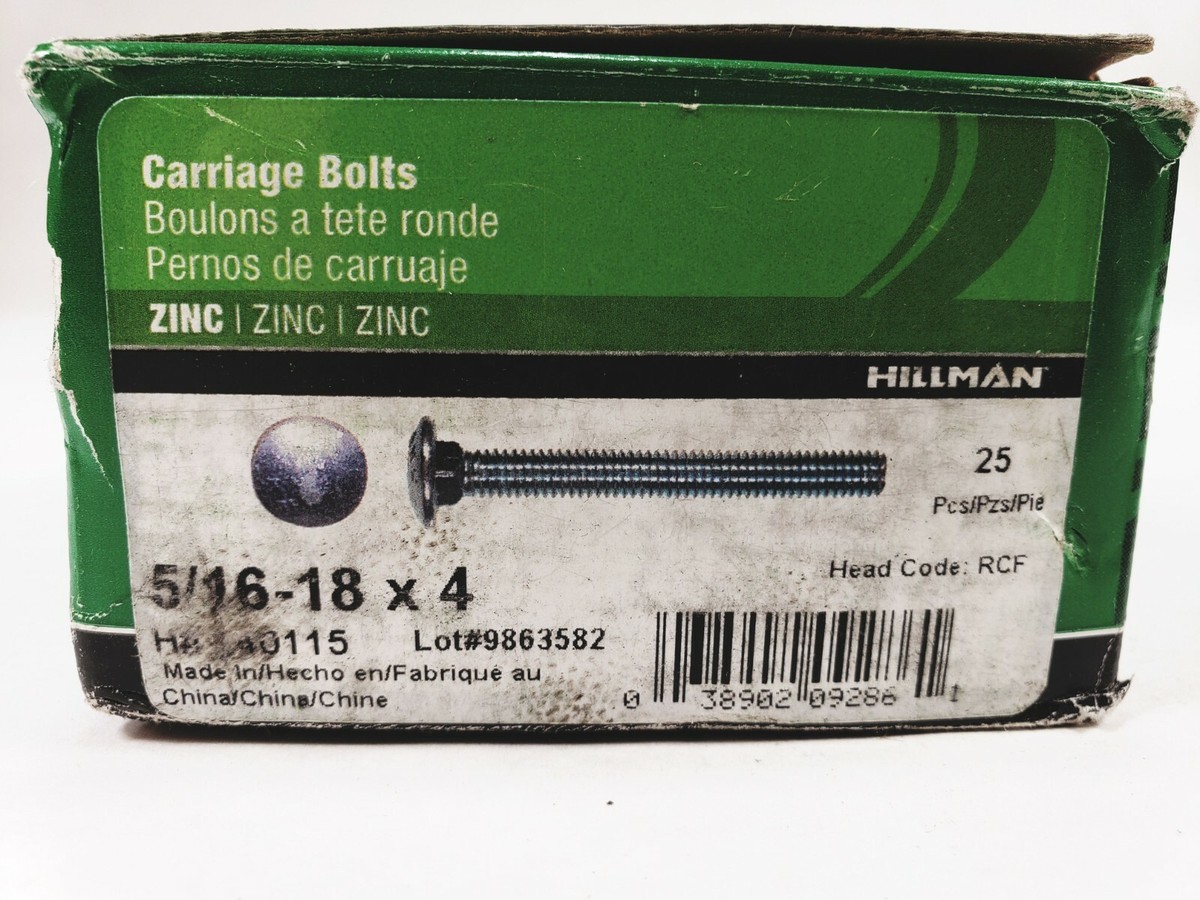 Carriage Bolts
Boulons a tete ronde
Pernos de carruaje
ZINC | ZINC | ZINC
HILLMAN
25
Pcs/Pzs/Pie
Head Code: RCF
5/16-18 x 4
Lot#9863582
Made In/Hecho en/Fabrique au
China/China/Chine
0 38902 09286 1